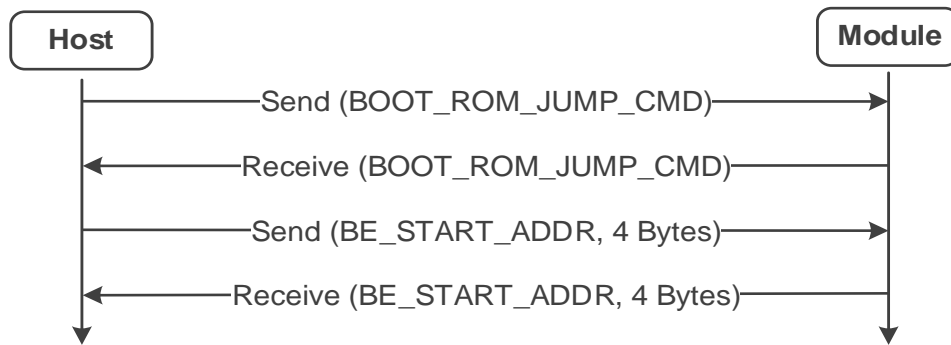 Host
Module
Send (BOOT_ROM_JUMP_CMD)
Receive (BOOT_ROM_JUMP_CMD)
Send (BE_START_ADDR, 4 Bytes)
Receive (BE_START_ADDR, 4 Bytes)